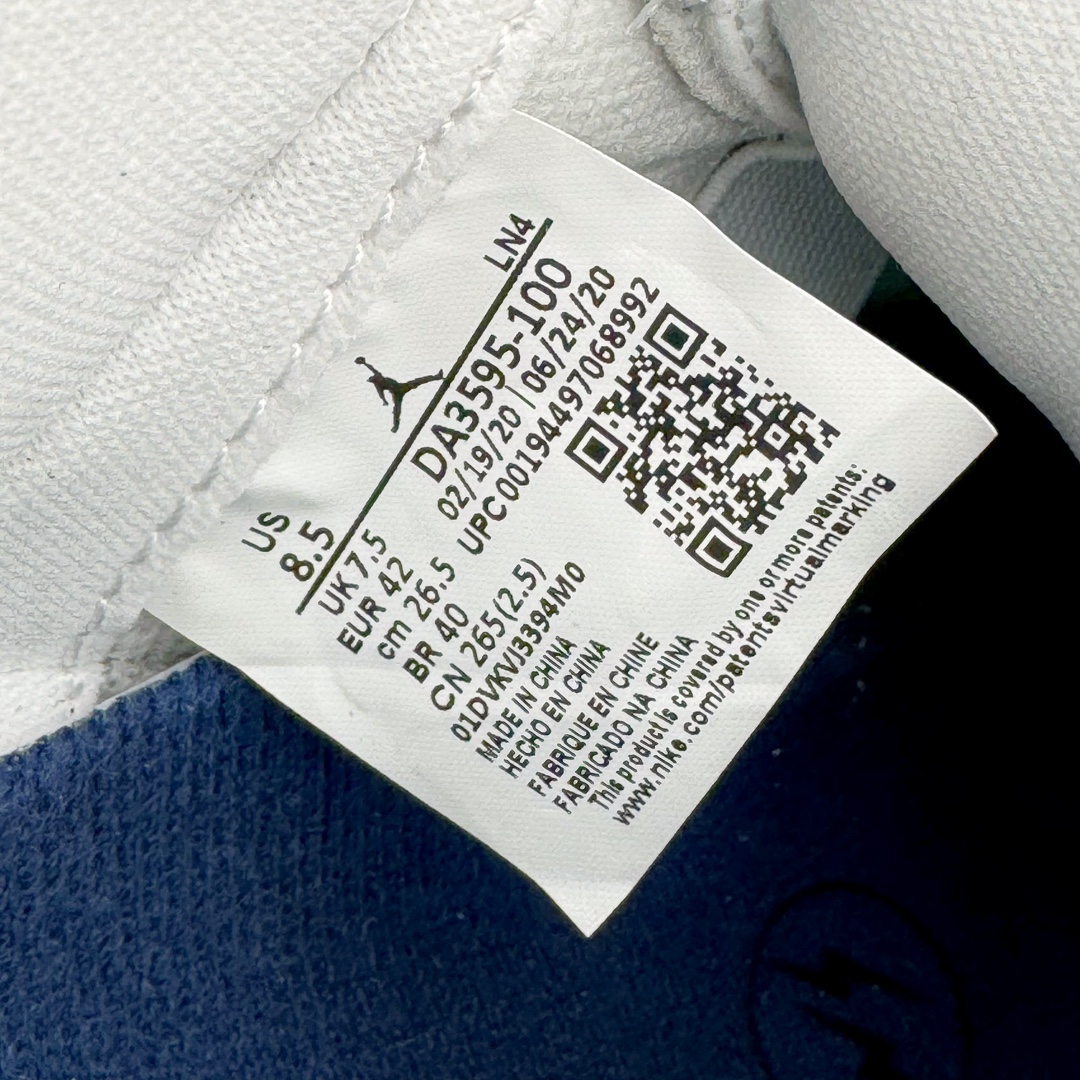 LN4
US
8.5
DA3595-100
02/19/20 | 06/24/20
UPC00194497068992
UK 7.5
EUR 42
cm 26.5
BR 40
CN 265(2.5)
01DVKVJ3394M0
MADE IN CHINA
HECHO EN CHINA
FABRIQUE EN CHINE
FABRICADO NA CHINA
This product is covered by one or more patents:
www.nike.com/patentsvirtualmarking